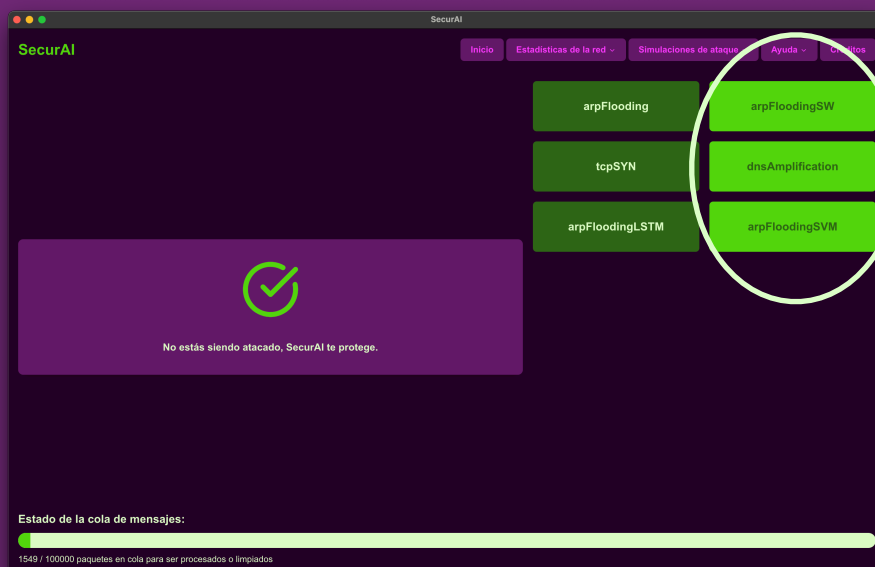 SecurAI
SecurAI
Inicio
Estadísticas de la red
Simulaciones de ataque
Ayuda
arpFlooding
arpFloodingSW
tcpSYN
dnsAmplification
arpFloodingLSTM
arpFloodingSVM
No estás siendo atacado, SecurAI te protege.
Estado de la cola de mensajes:
1549 / 100000 paquetes en cola para ser procesados o limpiados